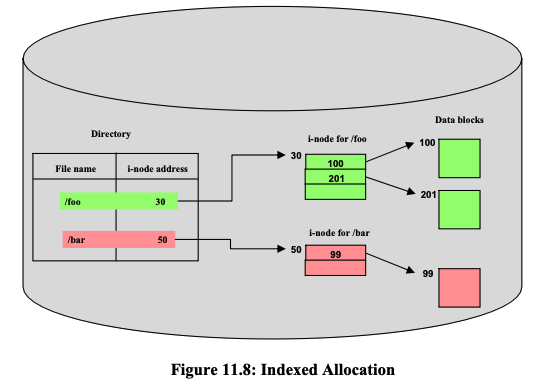 Directory
File name i-node address
/foo 30
/bar 50
i-node for /foo
30
100
201
i-node for /bar
50
99
Data blocks
100
201
99
Figure 11.8: Indexed Allocation